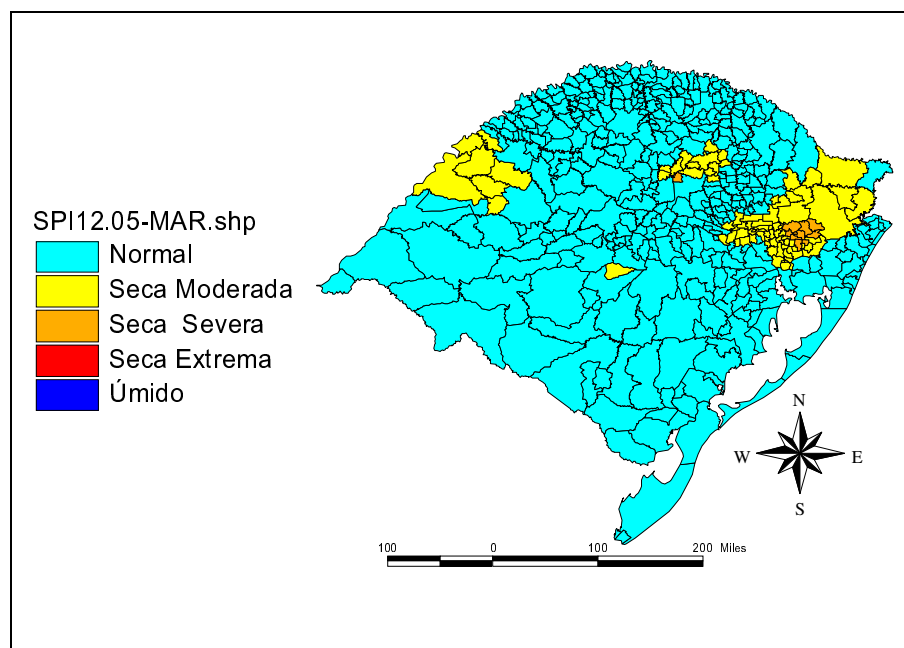 SPI12.05-MAR.shp
Normal
Seca Moderada
Seca Severa
Seca Extrema
Úmido
N
W E
S
100 0 100 200 Miles